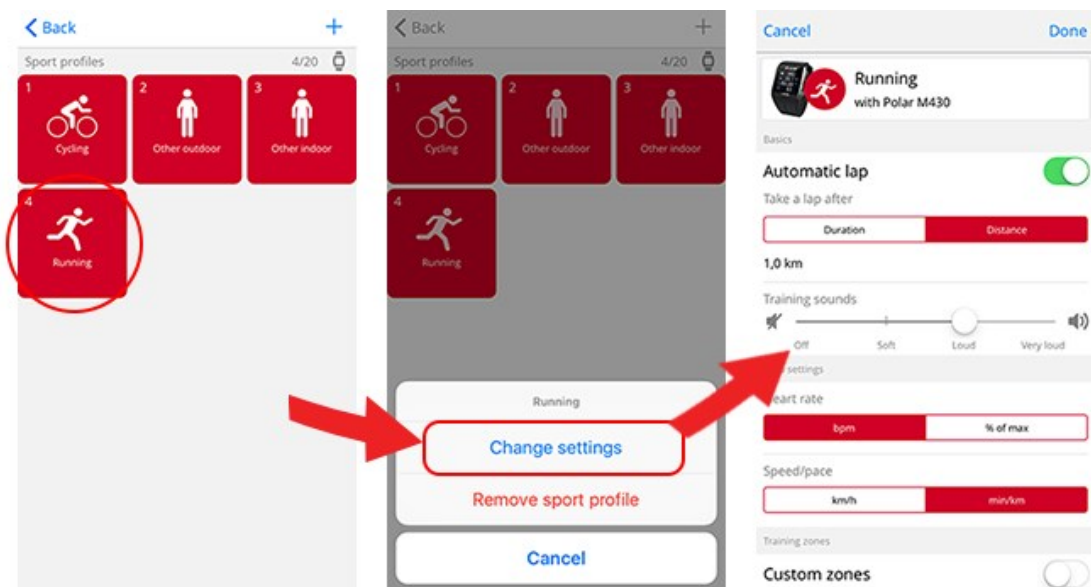 Back
Sport profiles 4/20
1 2 3
Cycling Other outdoor Other indoor
4
Running
Back
Sport profiles 4/20
1 2 3
Cycling Other outdoor Other indoor
4
Running
Running
Change settings
Remove sport profile
Cancel
Cancel Done
Running
with Polar M430
Basics
Automatic lap
Take a lap after
Duration Distance
1,0 km
Training sounds
Off Soft Loud Very loud
settings
eart rate
bpm % of max
Speed/pace
km/h min/km
Training zones
Custom zones